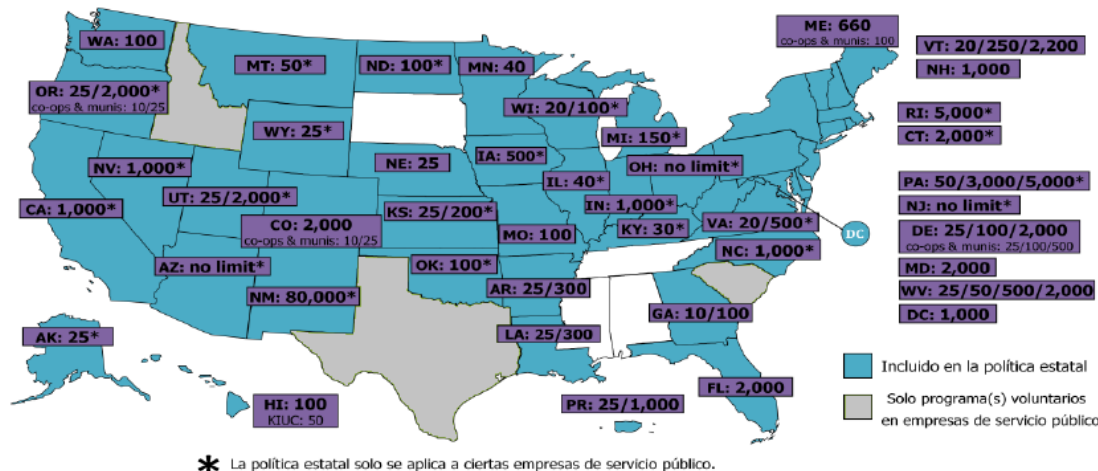 ME: 660
co-ops & munis: 100
WA: 100
MT: 50*
ND: 100*
MN: 40
VT: 20/250/2,200
NH: 1,000
OR: 25/2,000*
co-ops & munis: 10/25
WI: 20/100*
RI: 5,000*
CT: 2,000*
WY: 25*
MI: 150*
NV: 1,000*
NE: 25
IA: 500*
OH: no limit*
UT: 25/2,000*
IL: 40*
PA: 50/3,000/5,000*
CA: 1,000*
CO: 2,000
co-ops & munis: 10/25
KS: 25/200*
IN: 1,000*
NJ: no limit*
MO: 100
KY: 30*
VA: 20/500*
DC
DE: 25/100/2,000
co-ops & munis: 25/100/500
NC: 1,000*
AZ: no limit*
OK: 100*
MD: 2,000
NM: 80,000*
AR: 25/300
WV: 25/50/500/2,000
GA: 10/100
DC: 1,000
AK: 25*
LA: 25/300
Incluido en la política estatal
FL: 2,000
HI: 100
KIUC: 50
PR: 25/1,000
Solo programa(s) voluntarios
en empresas de servicio público
* La política estatal solo se aplica a ciertas empresas de servicio público.